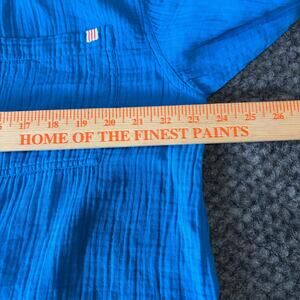 17 18 19 20 21 22 23 24 25 26
HOME OF THE FINEST PAINTS